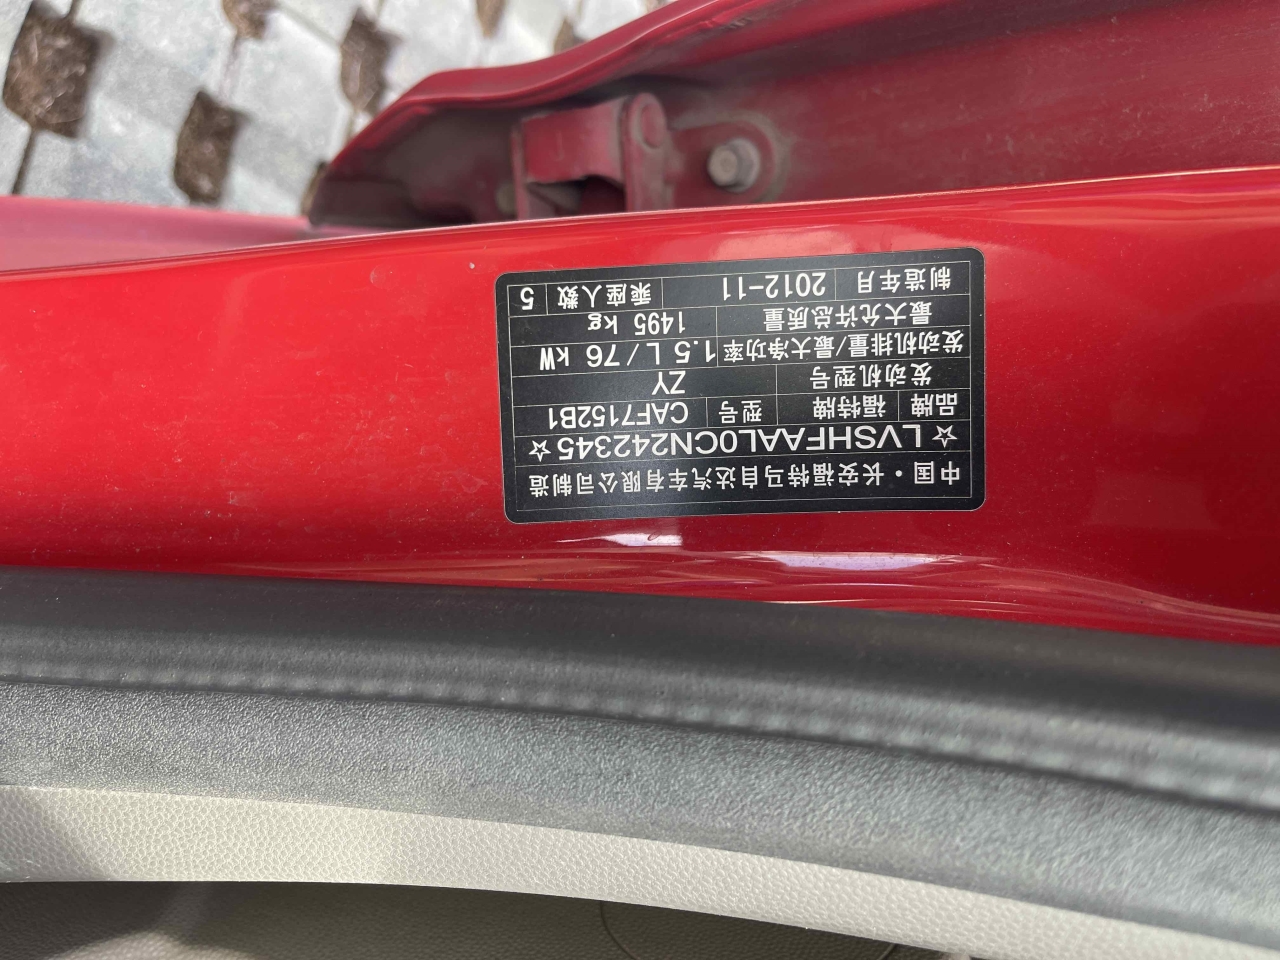 中国·长安福特马自达汽车有限公司制造
☆LVSHFAAL0CN242345☆
品牌 福特牌 型号 CAF7152B1
发动机型号 ZY
发动机排量/最大净功率 1.5 L/76 kW
最大允许总质量 1495 kg
制造年月 2012-11 乘座人数 5